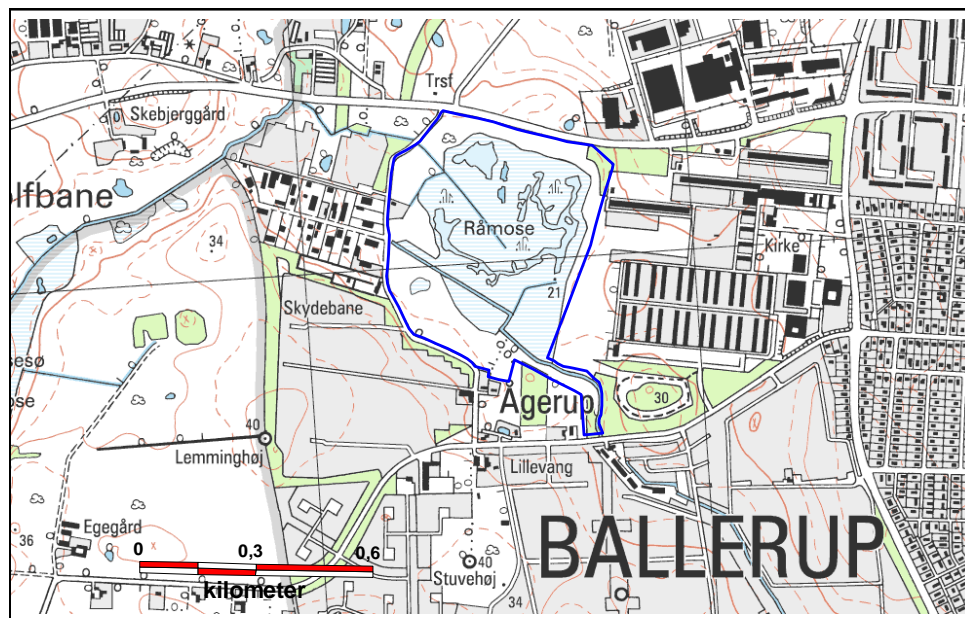 Trsf
Skebjerggård
lfbane
Råmose
Kirke
34
21
Skydebane
sesø
ose
30
Ågerup
40
Lemminghøj
Lillevang
Egegård
36
BALLERUP
0
0,3
0,6
kilometer
40
Stuvehøj
34